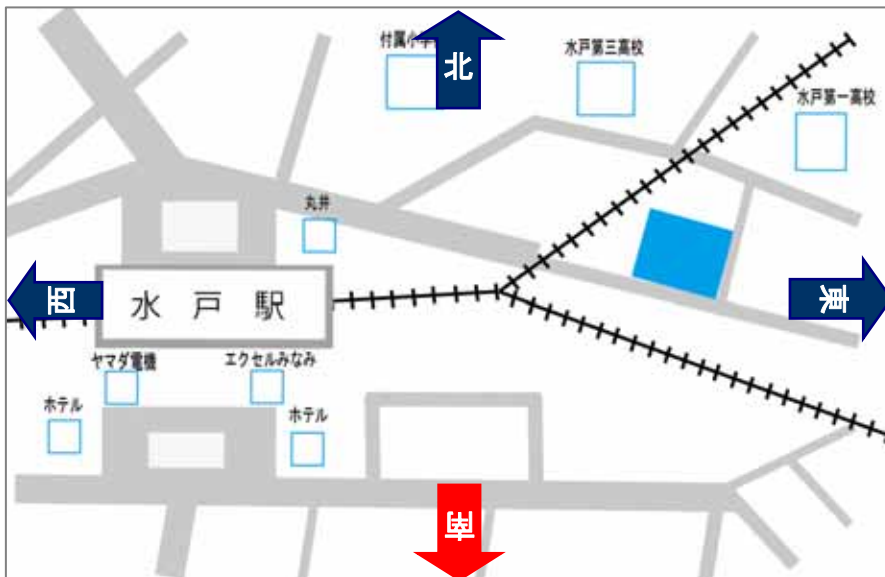 付属小学
北
水戸第三高校
水戸第一高校
丸井
西
水 戸 駅
東
ヤマダ電機
エクセルみなみ
ホテル
ホテル
南